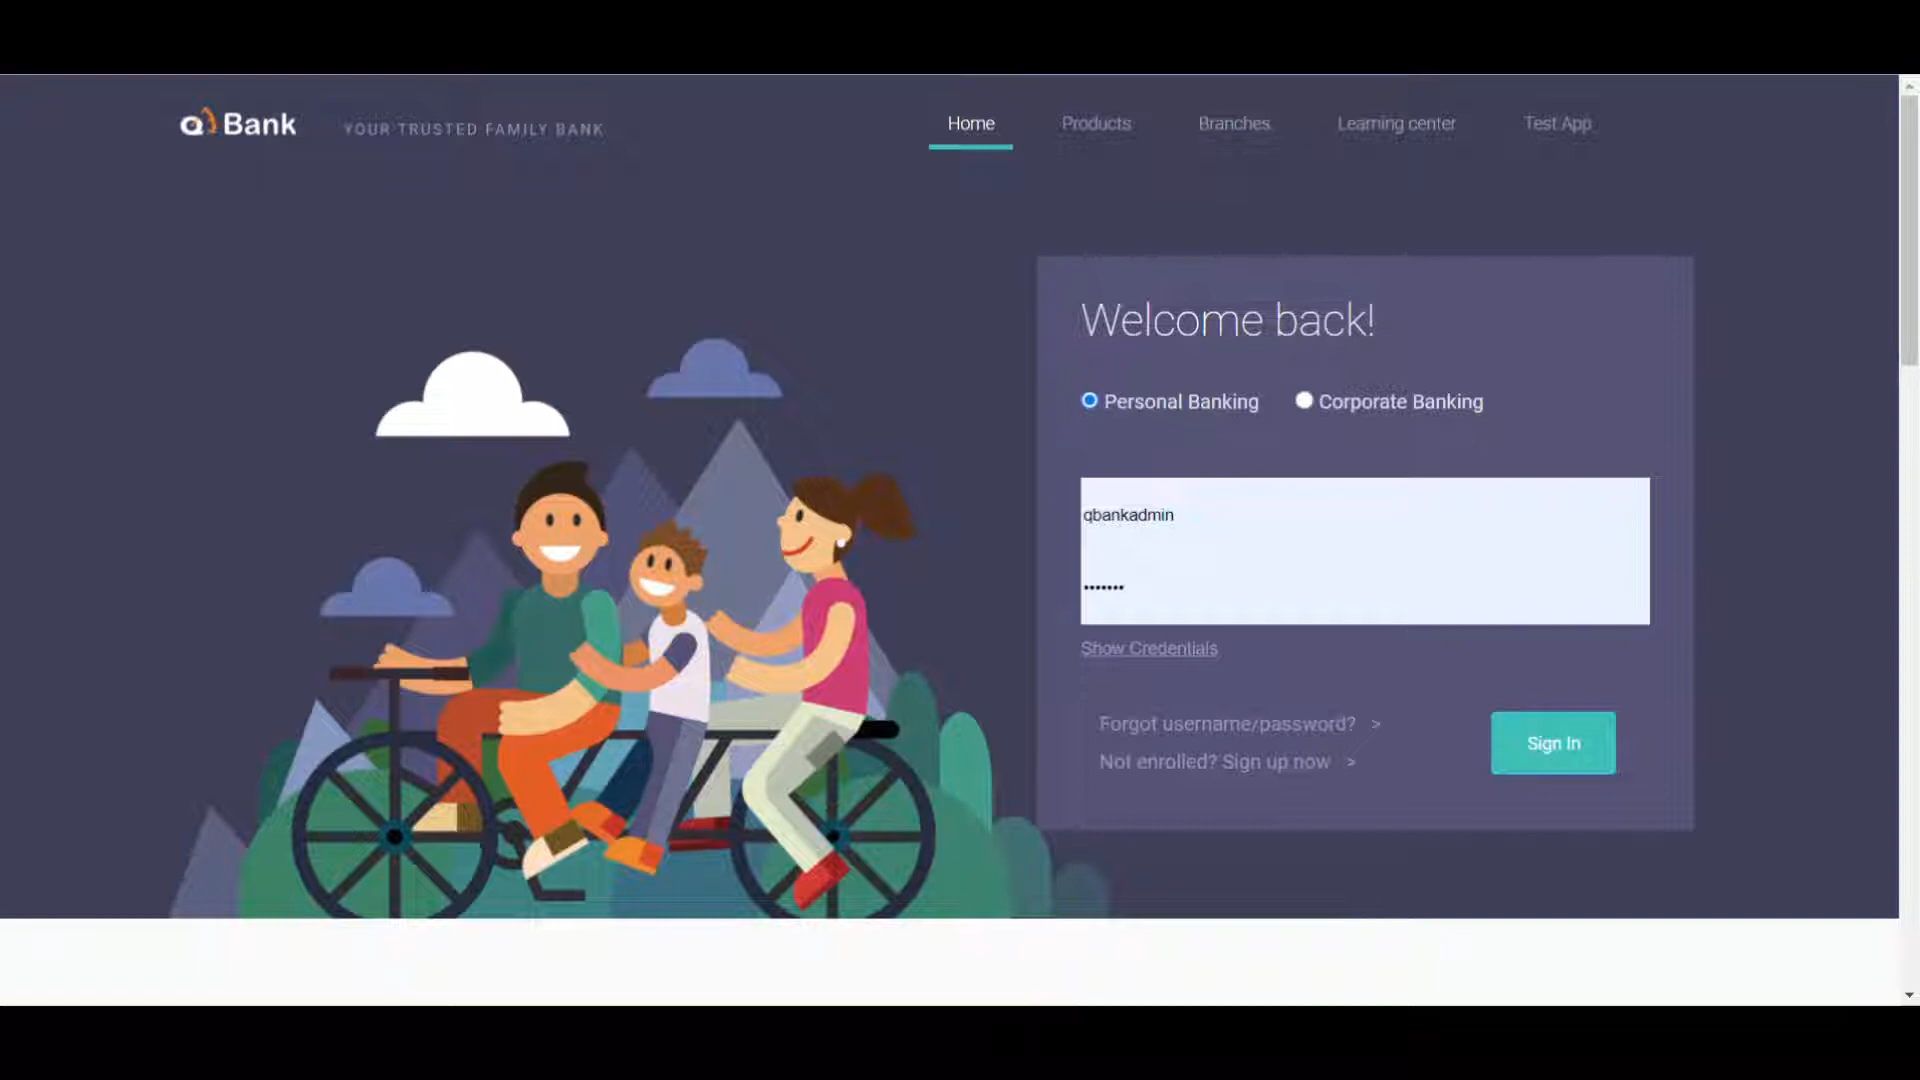 Bank
YOUR TRUSTED FAMILY BANK
Home
Products
Branches
Learning center
Test App
Welcome back!
Personal Banking
Corporate Banking
qbankadmin
•••••••
Show Credentials
Forgot username/password? >
Not enrolled? Sign up now >
Sign In